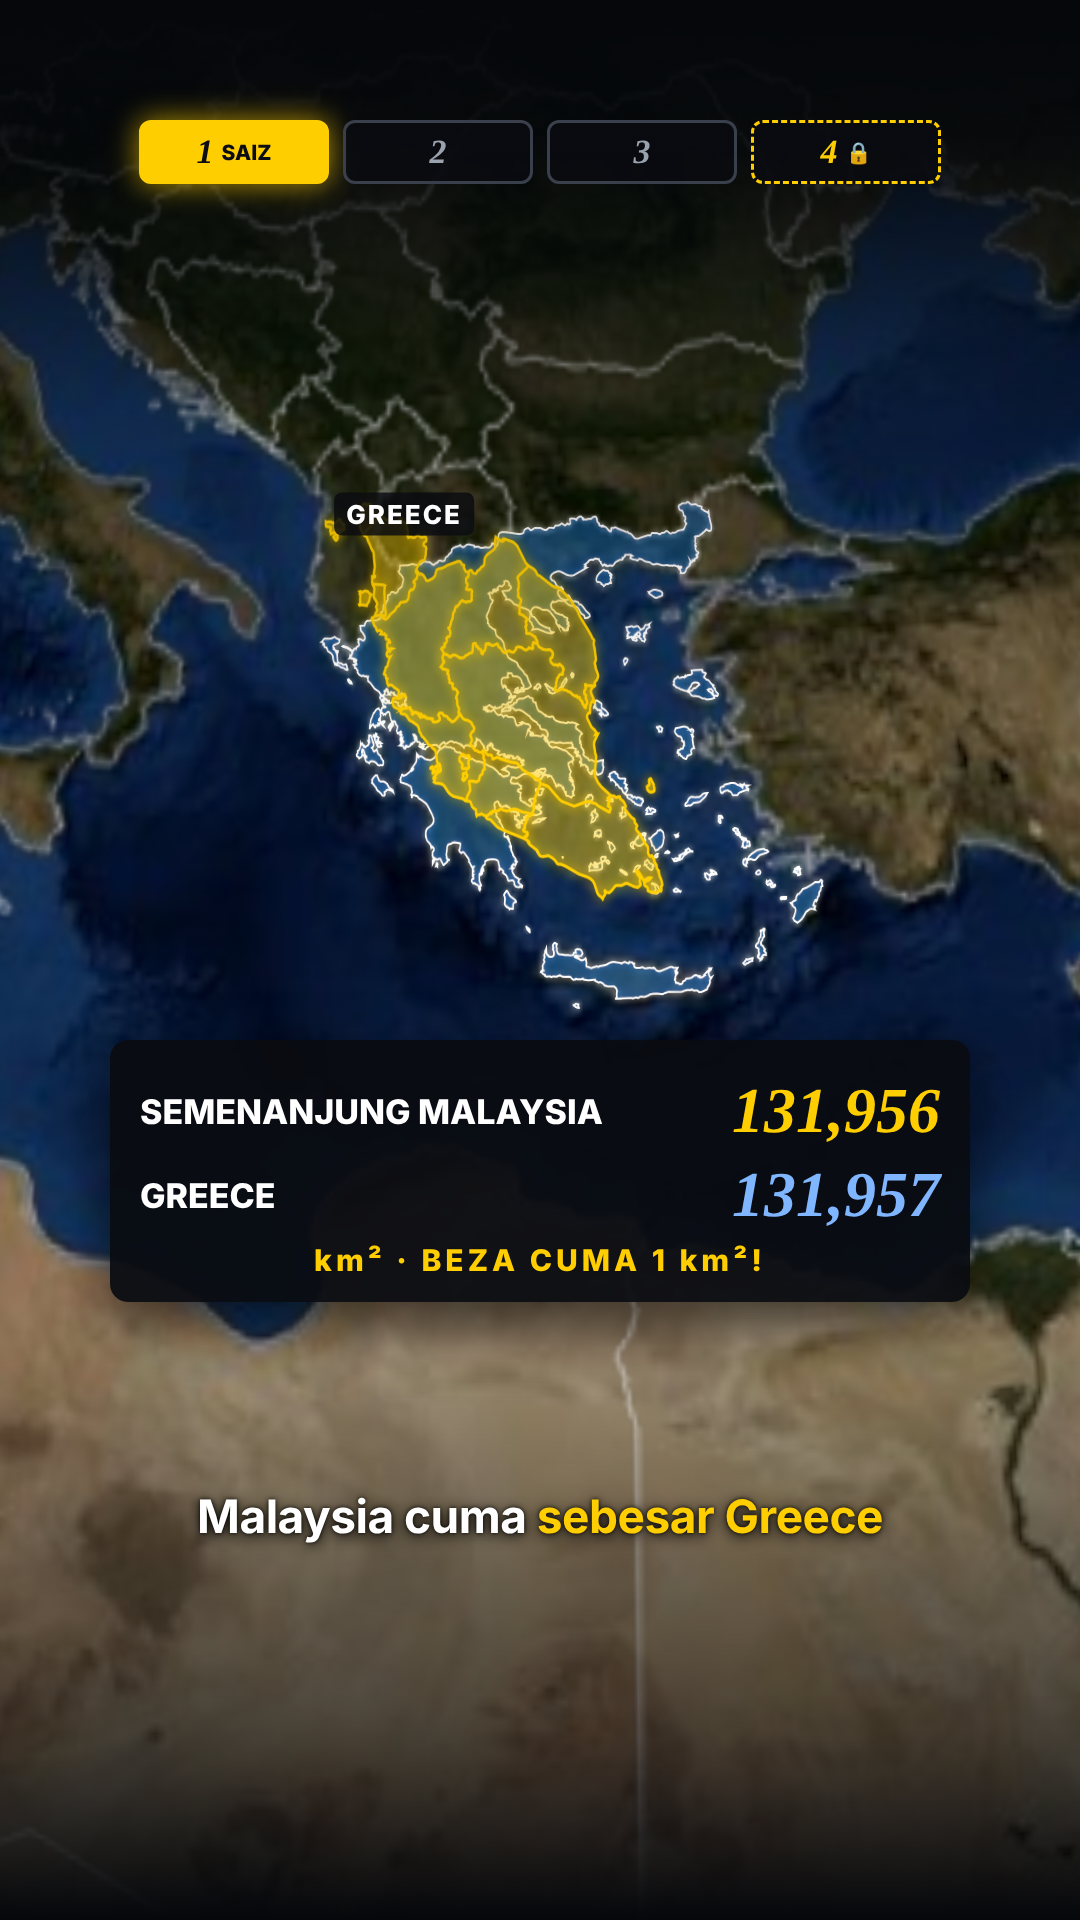 1 SAIZ 2 3 4 🔒
GREECE
SEMENANJUNG MALAYSIA 131,956
GREECE 131,957
km² · BEZA CUMA 1 km²!
Malaysia cuma sebesar Greece